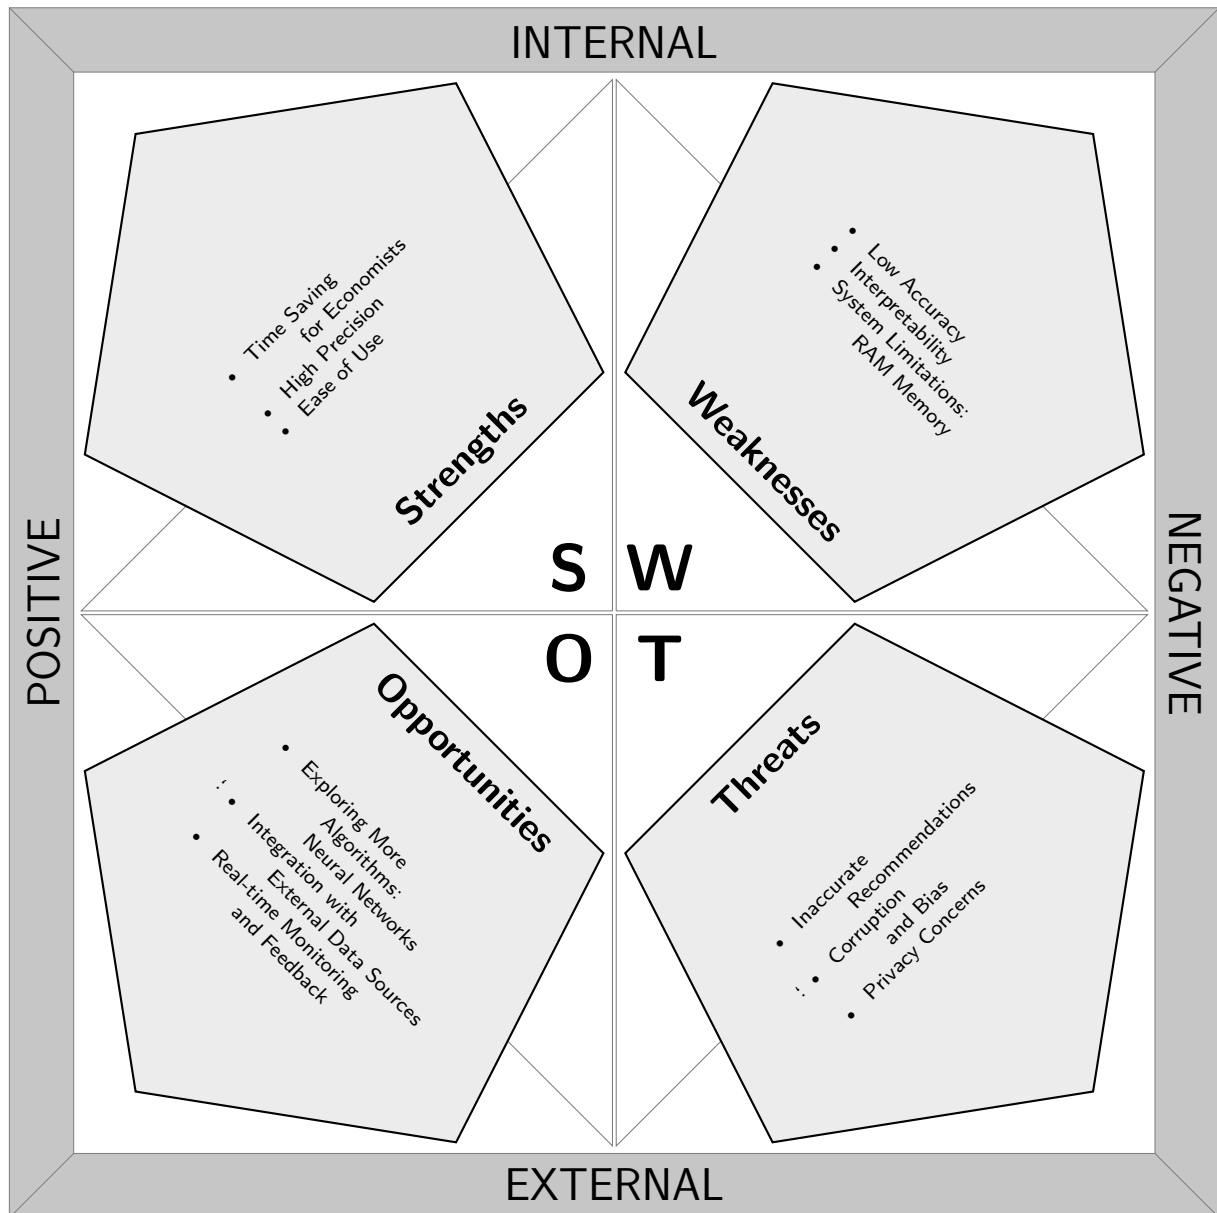 INTERNAL
POSITIVE
NEGATIVE
EXTERNAL
S
W
O
T
Strengths
• Time Saving
for Economists
• High Precision
• Ease of Use
Weaknesses
• Low Accuracy
• Interpretability
• System Limitations:
RAM Memory
Opportunities
• Exploring More
Algorithms:
Neural Networks
• Integration with
External Data Sources
• Real-time Monitoring
and Feedback
Threats
• Inaccurate
Recommendations
• Corruption
and Bias
• Privacy Concerns